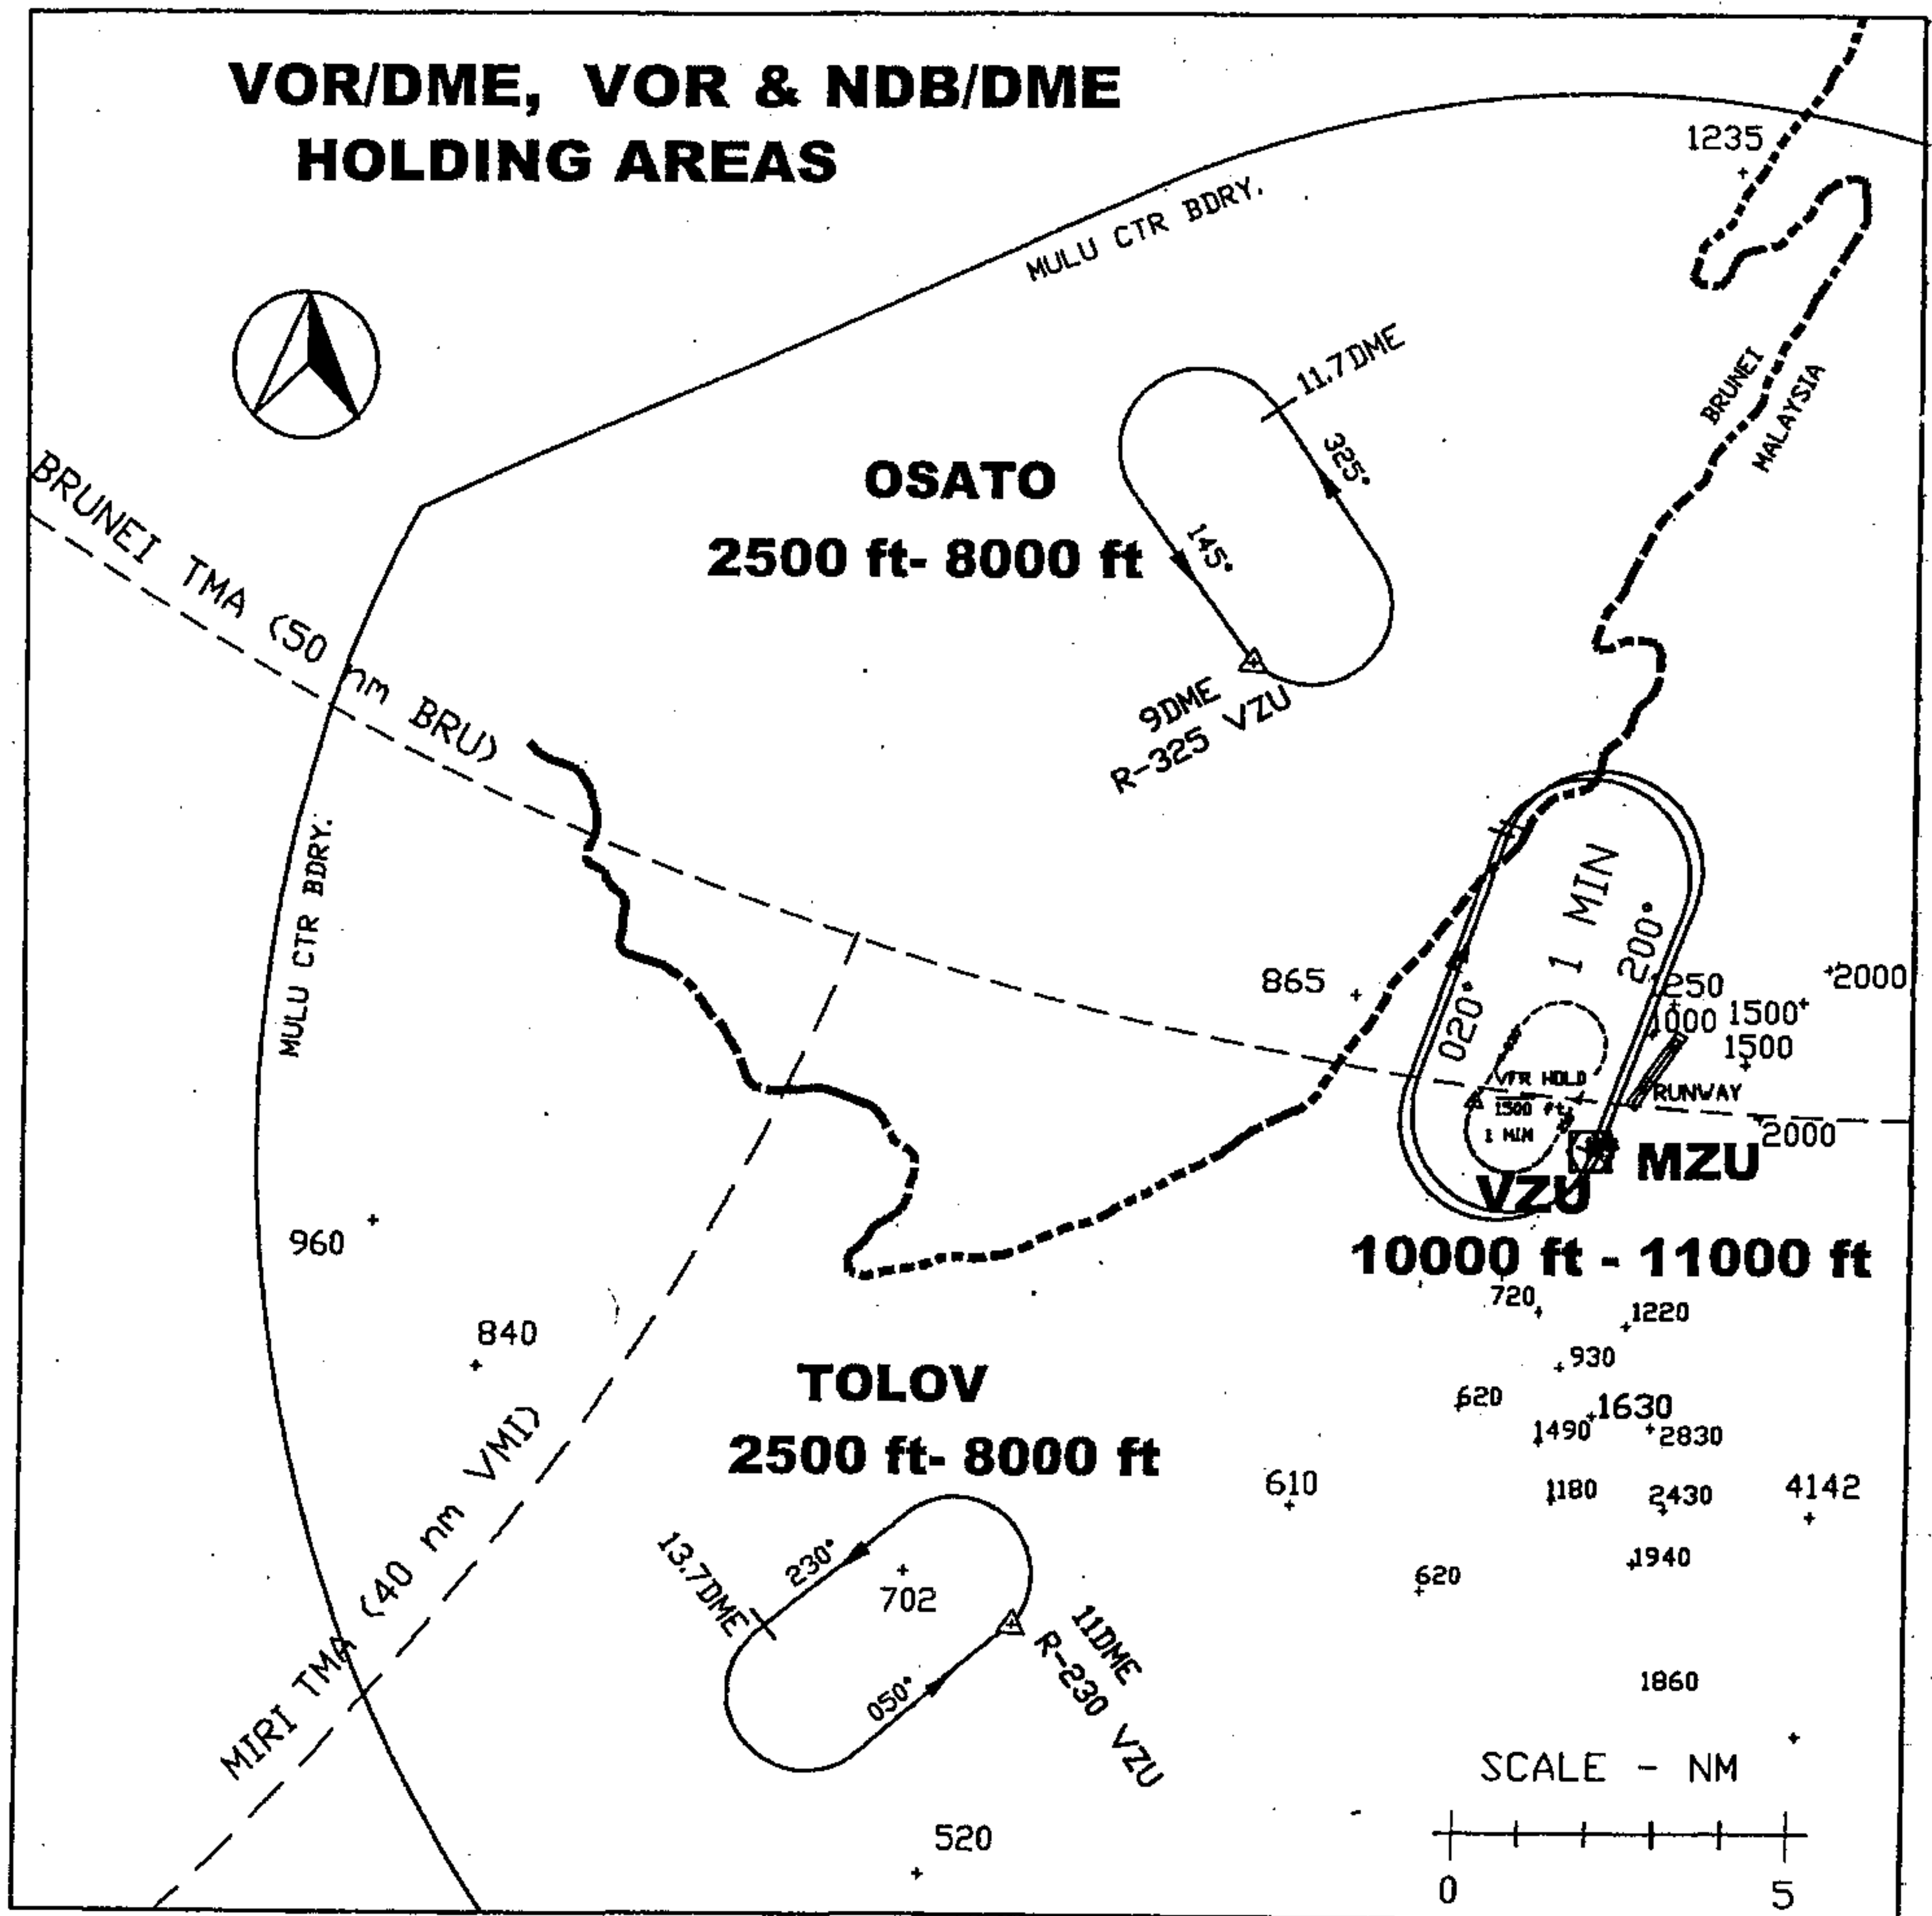 VOR/DME, VOR & NDB/DME
HOLDING AREAS
1235
MULU CTR BDRY.
11.7DME
325°
BRUNEI
MALAYSIA
OSATO
2500 ft- 8000 ft
145°
BRUNEI TMA (50 nm BRU)
9DME
R-325 VZU
MULU CTR BDRY.
1 MIN
200°
020°
865
2000
250
1500
1000
1500
VFR HOLD
1500 ft
1 MIN
RUNWAY
2000
MZU
VZU
10000 ft - 11000 ft
960
720
1220
840
930
TOLOV
2500 ft- 8000 ft
620
1630
1490
2830
610
1180
2430
4142
MIRI TMA (40 nm VMI)
13.7DME
230°
702
620
1940
11DME
R-230 VZU
050°
1860
SCALE - NM
520
0
5